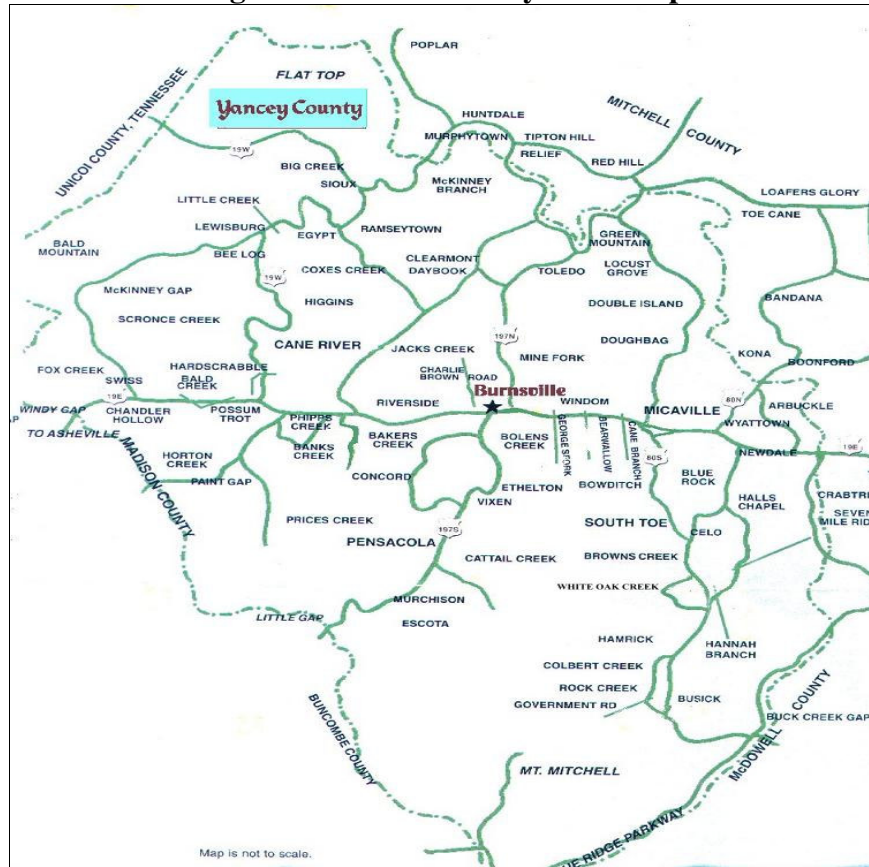 POPLAR
FLAT TOP
Yancey County
UNICOI COUNTY, TENNESSEE
HUNTDALE
MITCHELL COUNTY
MURPHYTOWN
TIPTON HILL
19W
RELIEF
RED HILL
BIG CREEK
SIOUX
McKINNEY
BRANCH
LOAFERS GLORY
LITTLE CREEK
TOE CANE
LEWISBURG
EGYPT
RAMSEYTOWN
GREEN
MOUNTAIN
BALD
MOUNTAIN
BEE LOG
CLEARMONT
COXES CREEK
DAYBOOK
TOLEDO
LOCUST
GROVE
19W
McKINNEY GAP
HIGGINS
DOUBLE ISLAND
BANDANA
SCRONCE CREEK
197N
CANE RIVER
DOUGHBAG
JACKS CREEK
MINE FORK
KONA
BOONFORD
FOX CREEK
HARDSCRABBLE
CHARLIE
BROWN ROAD
SWISS
BALD
CREEK
Burnsville
19E
RIVERSIDE
WINDOM
80N
ARBUCKLE
WINDY GAP
CHANDLER
HOLLOW
POSSUM
TROT
MICAVILLE
PHIPPS
CREEK
WYATTOWN
TO ASHEVILLE
BAKERS
CREEK
BOLENS
CREEK
GEORGES FORK
BEARWALLOW
CANE BRANCH
19E
BANKS
CREEK
NEWDALE
MADISON COUNTY
HORTON
CREEK
80S
PAINT GAP
CONCORD
ETHELTON
BOWDITCH
BLUE
ROCK
VIXEN
HALLS
CHAPEL
CRABTRE
SEVEN
MILE RID
PRICES CREEK
SOUTH TOE
197S
CELO
PENSACOLA
CATTAIL CREEK
BROWNS CREEK
WHITE OAK CREEK
MURCHISON
LITTLE GAP
ESCOTA
HAMRICK
HANNAH
BRANCH
COLBERT CREEK
ROCK CREEK
BUSICK
GOVERNMENT RD
BUNCOMBE COUNTY
McDOWELL COUNTY
BUCK CREEK GAP
MT. MITCHELL
UE RIDGE PARKWAY
Map is not to scale.